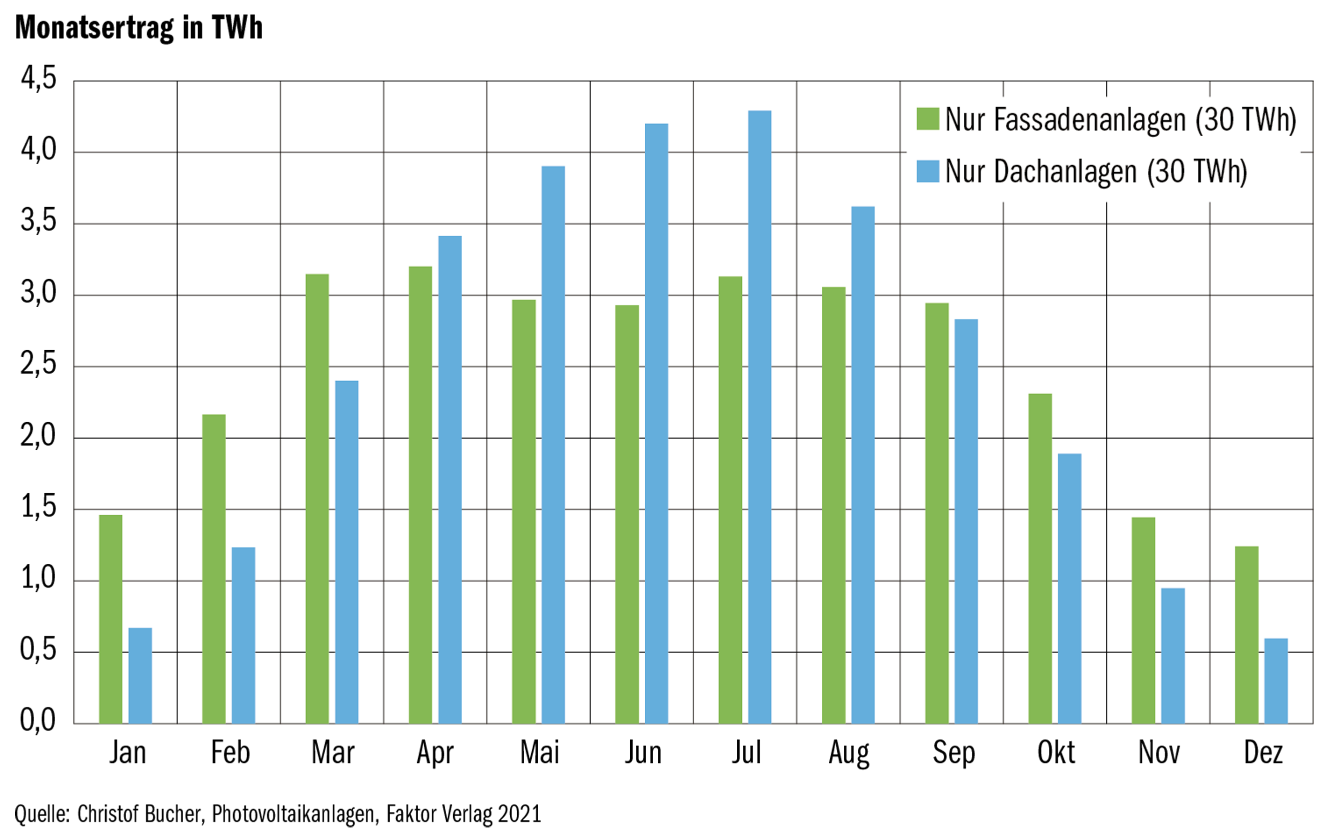 Monatsertrag in TWh
4,5
4,0
3,5
3,0
2,5
2,0
1,5
1,0
0,5
0,0
Nur Fassadenanlagen (30 TWh)
Nur Dachanlagen (30 TWh)
Jan Feb Mar Apr Mai Jun Jul Aug Sep Okt Nov Dez
Quelle: Christof Bucher, Photovoltaikanlagen, Faktor Verlag 2021